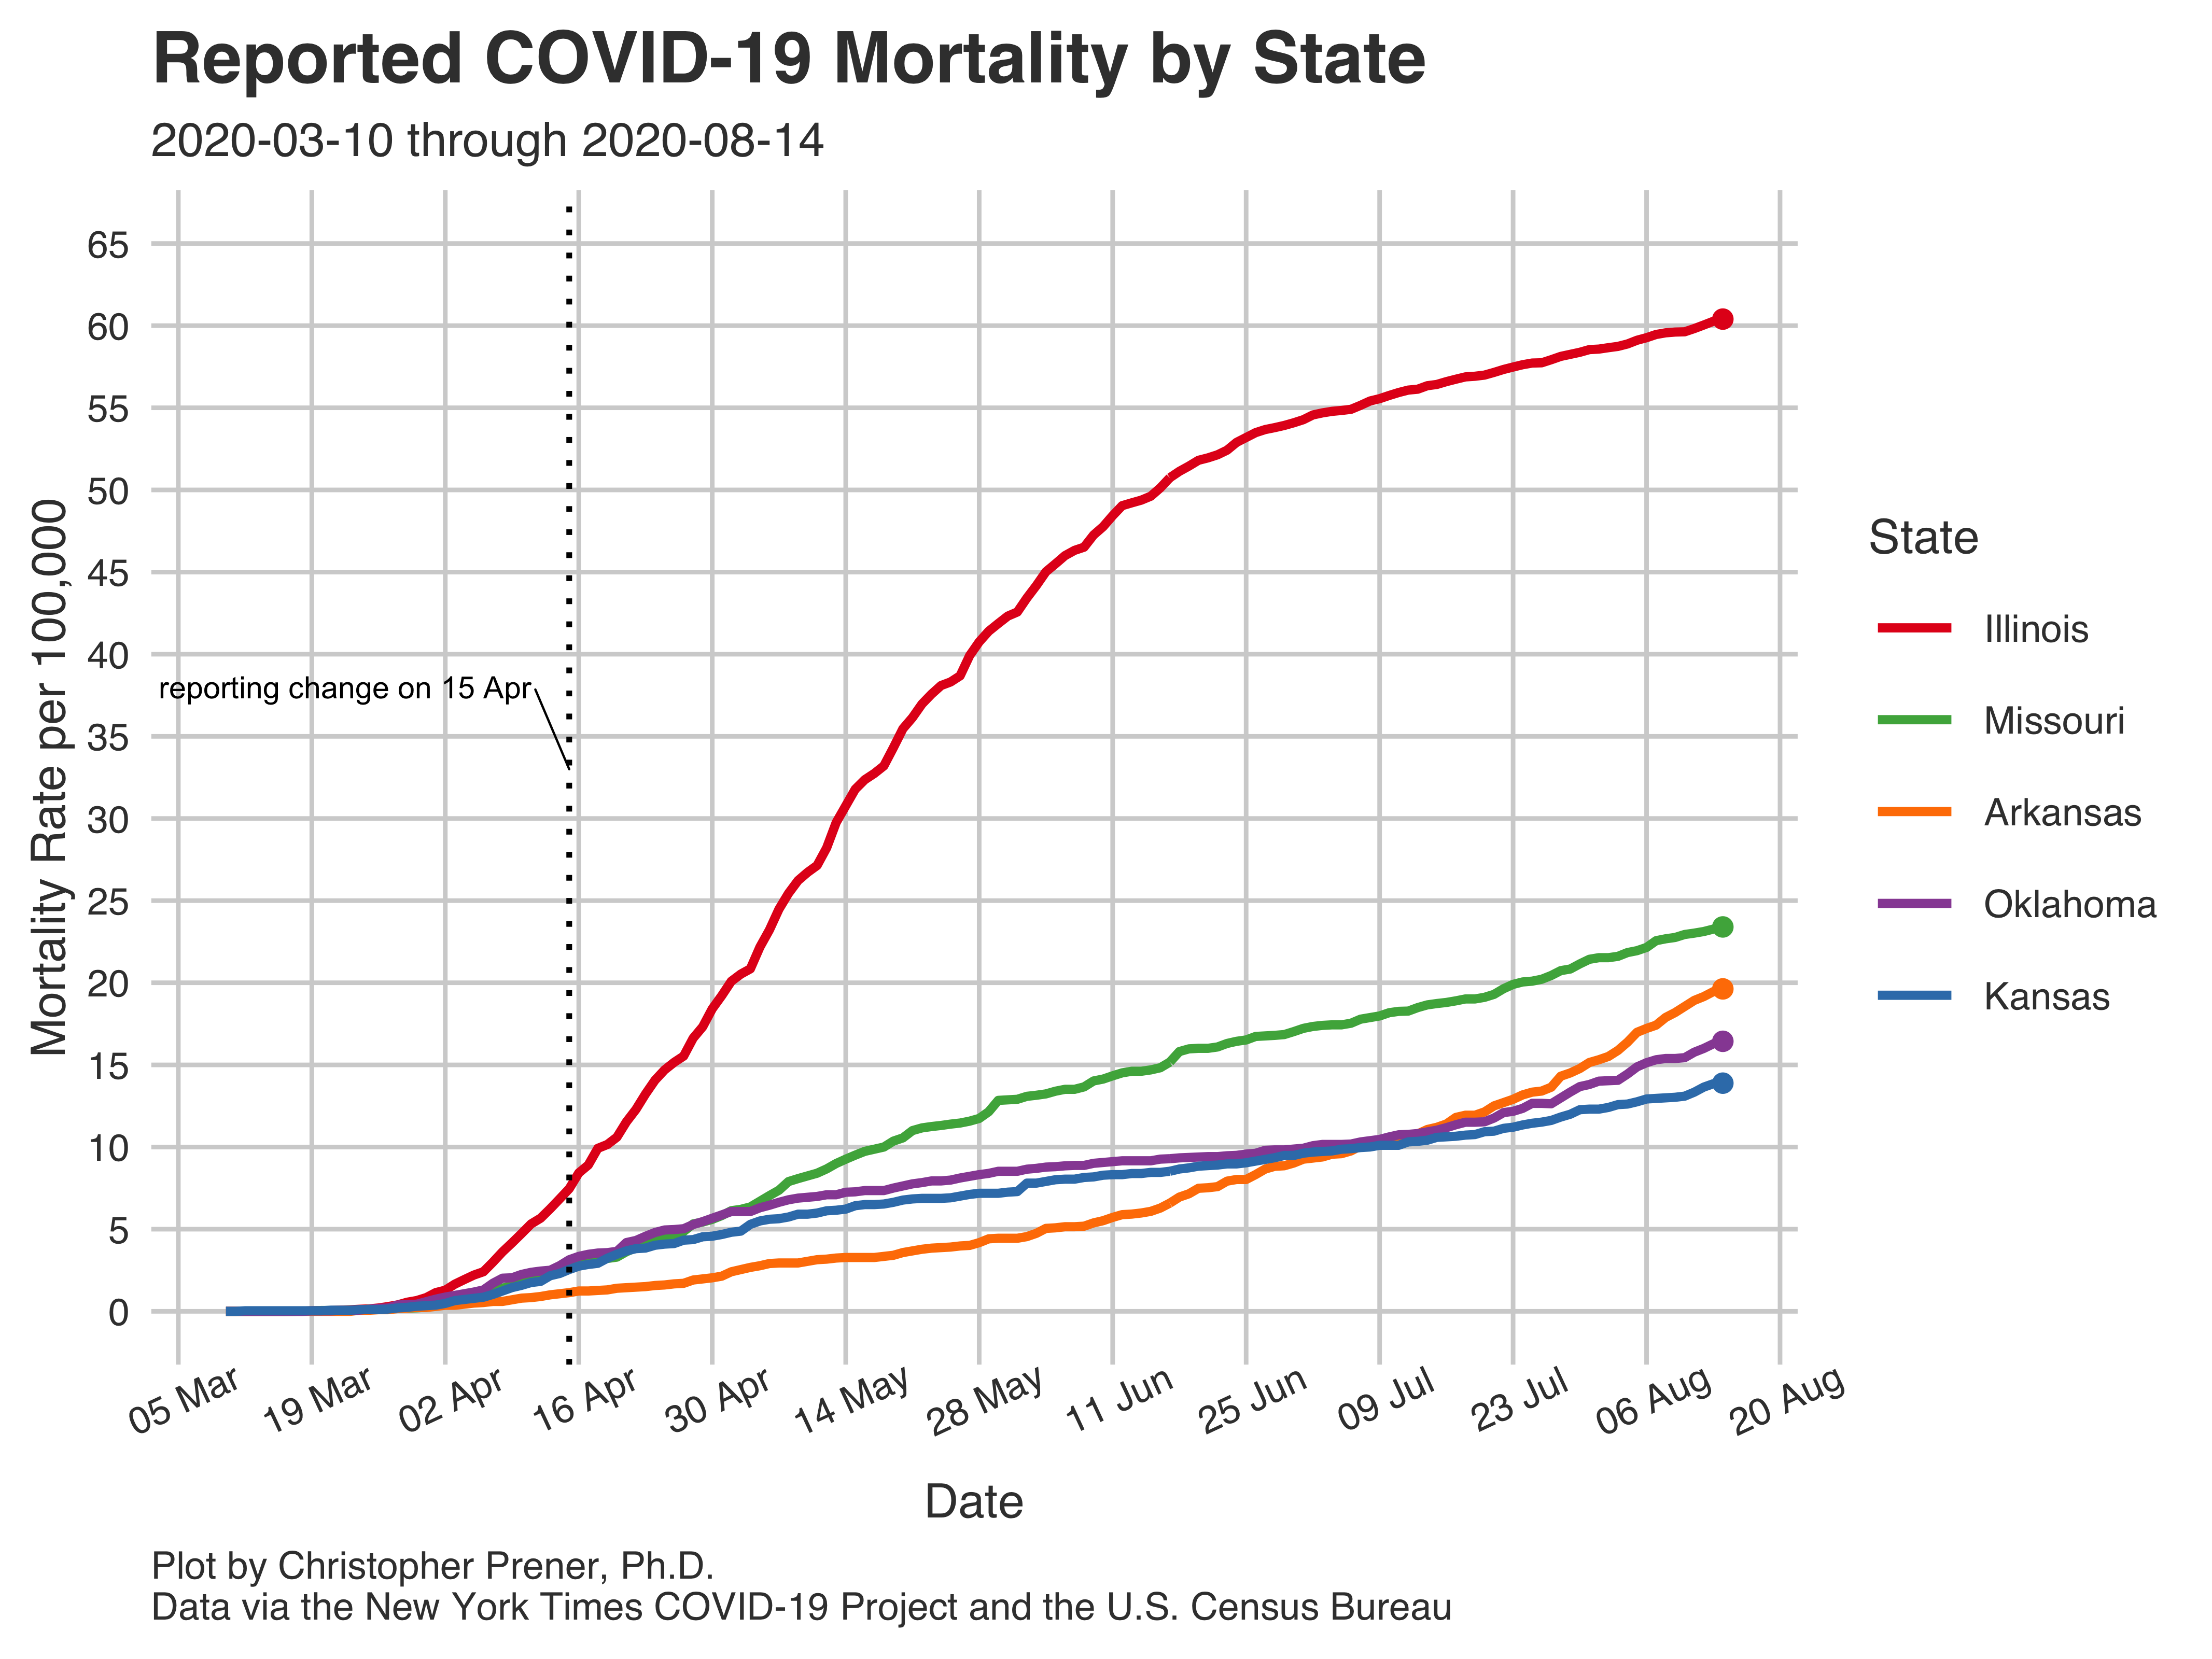 Reported COVID-19 Mortality by State
2020-03-10 through 2020-08-14
Mortality Rate per 100,000
65
60
55
50
45
40
35
30
25
20
15
10
5
0
reporting change on 15 Apr
05 Mar
19 Mar
02 Apr
16 Apr
30 Apr
14 May
28 May
11 Jun
25 Jun
09 Jul
23 Jul
06 Aug
20 Aug
Date
State
Illinois
Missouri
Arkansas
Oklahoma
Kansas
Plot by Christopher Prener, Ph.D.
Data via the New York Times COVID-19 Project and the U.S. Census Bureau